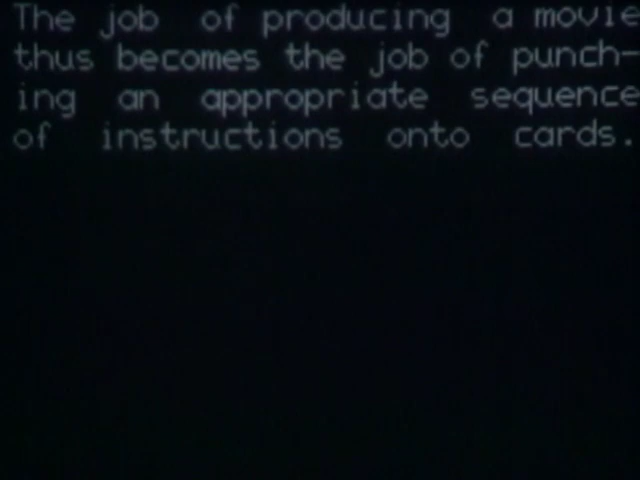 The job of producing a movie
thus becomes the job of punch-
ing an appropriate sequence
of instructions onto cards.